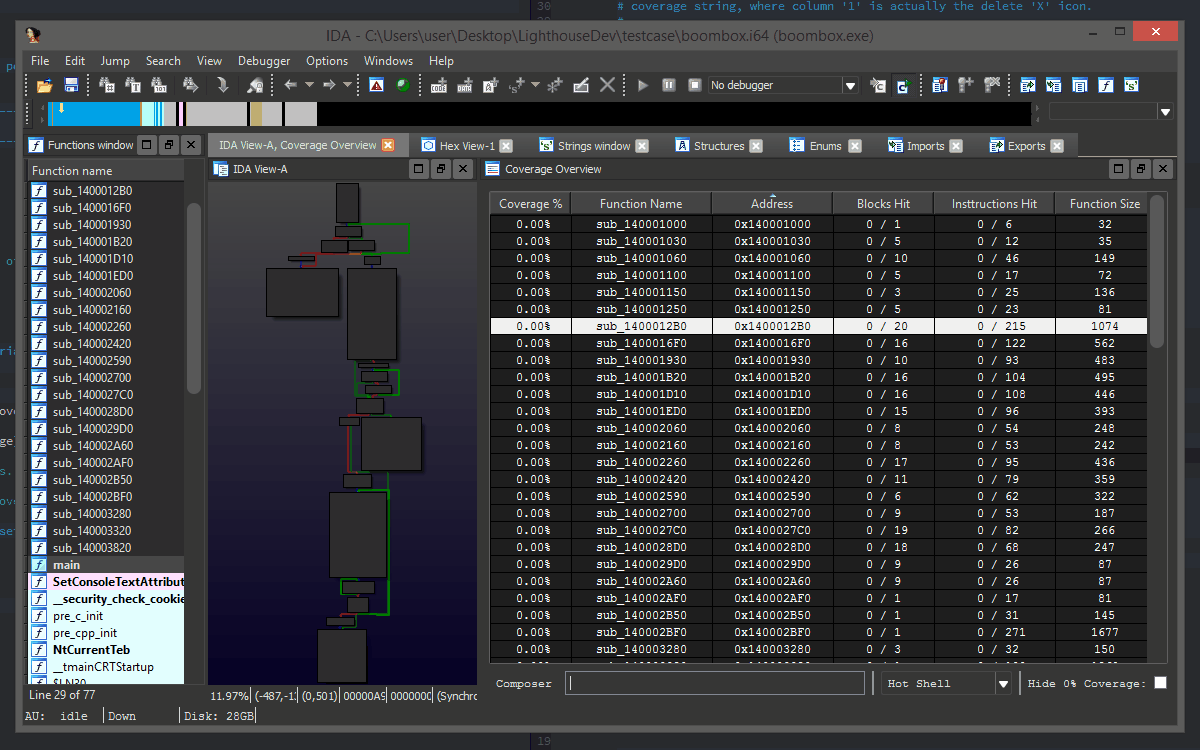 30 # coverage string, where column '1' is actually the delete 'X' icon.
IDA - C:\Users\user\Desktop\LighthouseDev\testcase\boombox.i64 (boombox.exe)
File Edit Jump Search View Debugger Options Windows Help
No debugger
Functions window
IDA View-A, Coverage Overview Hex View-1 Strings window Structures Enums Imports Exports
Function name
sub_1400012B0
sub_1400016F0
sub_140001930
sub_140001B20
sub_140001D10
sub_140001ED0
sub_140002060
sub_140002160
sub_140002260
sub_140002420
sub_140002590
sub_140002700
sub_1400027C0
sub_1400028D0
sub_1400029D0
sub_140002A60
sub_140002AF0
sub_140002B50
sub_140002BF0
sub_140003280
sub_140003320
sub_140003820
main
SetConsoleTextAttribut
__security_check_cookie
pre_c_init
pre_cpp_init
NtCurrentTeb
__tmainCRTStartup
Line 29 of 77
IDA View-A
11.97% (-487,-1 (0,501) 00000A9 0000000 (Synchro
Coverage Overview
Coverage % Function Name Address Blocks Hit Insttructions Hit Function Size
0.00% sub_140001000 0x140001000 0 / 1 0 / 6 32
0.00% sub_140001030 0x140001030 0 / 5 0 / 12 35
0.00% sub_140001060 0x140001060 0 / 10 0 / 46 149
0.00% sub_140001100 0x140001100 0 / 5 0 / 17 72
0.00% sub_140001150 0x140001150 0 / 3 0 / 25 136
0.00% sub_140001250 0x140001250 0 / 5 0 / 23 81
0.00% sub_1400012B0 0x1400012B0 0 / 20 0 / 215 1074
0.00% sub_1400016F0 0x1400016F0 0 / 16 0 / 122 562
0.00% sub_140001930 0x140001930 0 / 10 0 / 93 483
0.00% sub_140001B20 0x140001B20 0 / 16 0 / 104 495
0.00% sub_140001D10 0x140001D10 0 / 16 0 / 108 446
0.00% sub_140001ED0 0x140001ED0 0 / 15 0 / 96 393
0.00% sub_140002060 0x140002060 0 / 8 0 / 54 248
0.00% sub_140002160 0x140002160 0 / 8 0 / 53 242
0.00% sub_140002260 0x140002260 0 / 17 0 / 95 436
0.00% sub_140002420 0x140002420 0 / 11 0 / 79 359
0.00% sub_140002590 0x140002590 0 / 6 0 / 62 322
0.00% sub_140002700 0x140002700 0 / 9 0 / 53 187
0.00% sub_1400027C0 0x1400027C0 0 / 19 0 / 82 266
0.00% sub_1400028D0 0x1400028D0 0 / 18 0 / 68 247
0.00% sub_1400029D0 0x1400029D0 0 / 9 0 / 26 87
0.00% sub_140002A60 0x140002A60 0 / 9 0 / 26 87
0.00% sub_140002AF0 0x140002AF0 0 / 1 0 / 17 81
0.00% sub_140002B50 0x140002B50 0 / 1 0 / 31 145
0.00% sub_140002BF0 0x140002BF0 0 / 1 0 / 271 1677
0.00% sub_140003280 0x140003280 0 / 3 0 / 32 150
Composer Hot Shell Hide 0% Coverage:
AU: idle Down Disk: 28GB
19